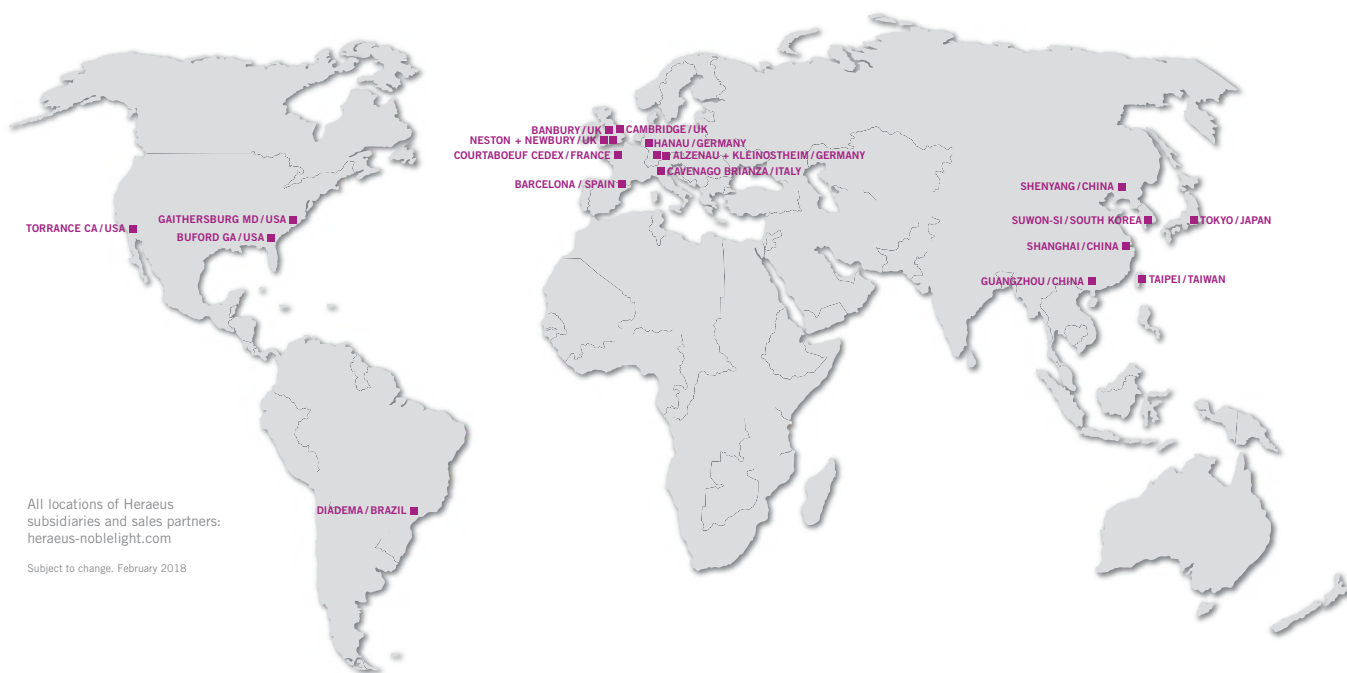 BANBURY / UK
CAMBRIDGE / UK
NESTON + NEWBURY / UK
HANAU / GERMANY
COURTABOEUF CEDEX / FRANCE
ALZENAU + KLEINOSTHEIM / GERMANY
CAVENAGO BRIANZA / ITALY
BARCELONA / SPAIN
SHENYANG / CHINA
TORRANCE CA / USA
GAITHERSBURG MD / USA
BUFORD GA / USA
SUWON-SI / SOUTH KOREA
TOKYO / JAPAN
SHANGHAI / CHINA
GUANGZHOU / CHINA
TAIPEI / TAIWAN
DIADEMA / BRAZIL
All locations of Heraeus
subsidiaries and sales partners:
heraeus-noblelight.com
Subject to change. February 2018